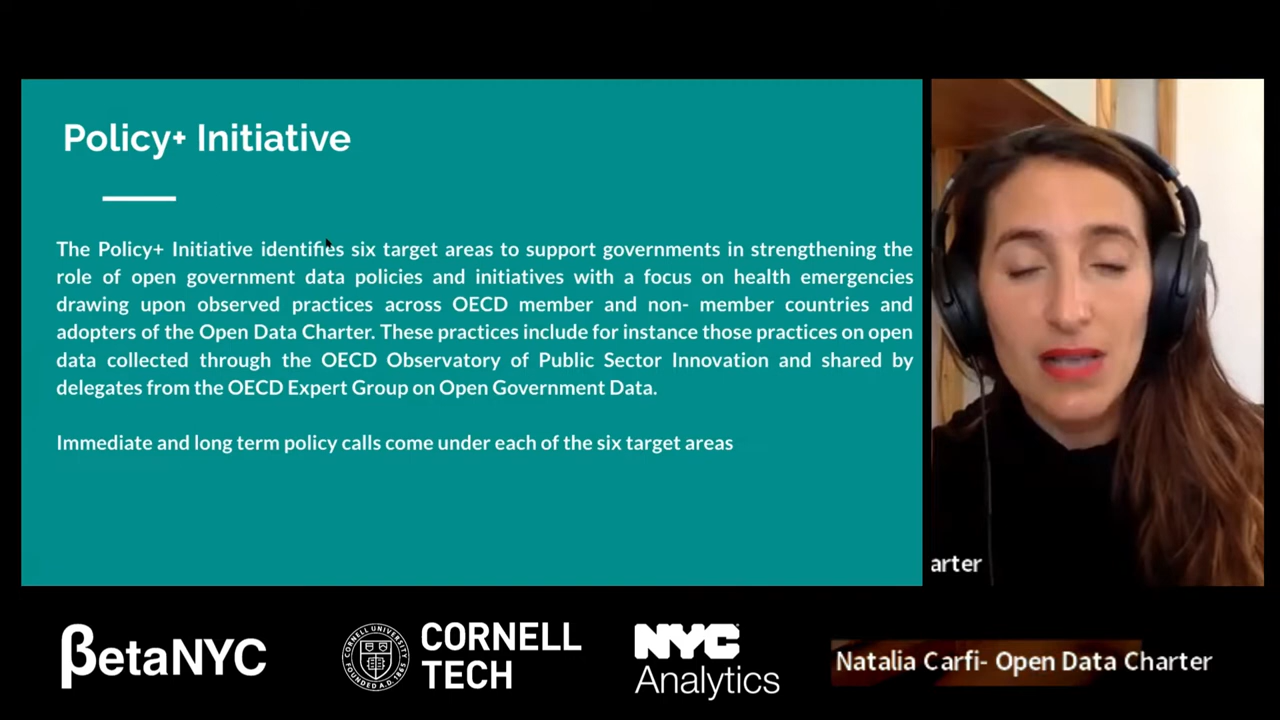 Policy+ Initiative
The Policy+ Initiative identifies six target areas to support governments in strengthening the
role of open government data policies and initiatives with a focus on health emergencies
drawing upon observed practices across OECD member and non- member countries and
adopters of the Open Data Charter. These practices include for instance those practices on open
data collected through the OECD Observatory of Public Sector Innovation and shared by
delegates from the OECD Expert Group on Open Government Data.
Immediate and long term policy calls come under each of the six target areas
arter
βetaNYC
CORNELL UNIVERSITY
FOUNDED A.D. 1865
CORNELL
TECH
NYC
Analytics
Natalia Carfi- Open Data Charter